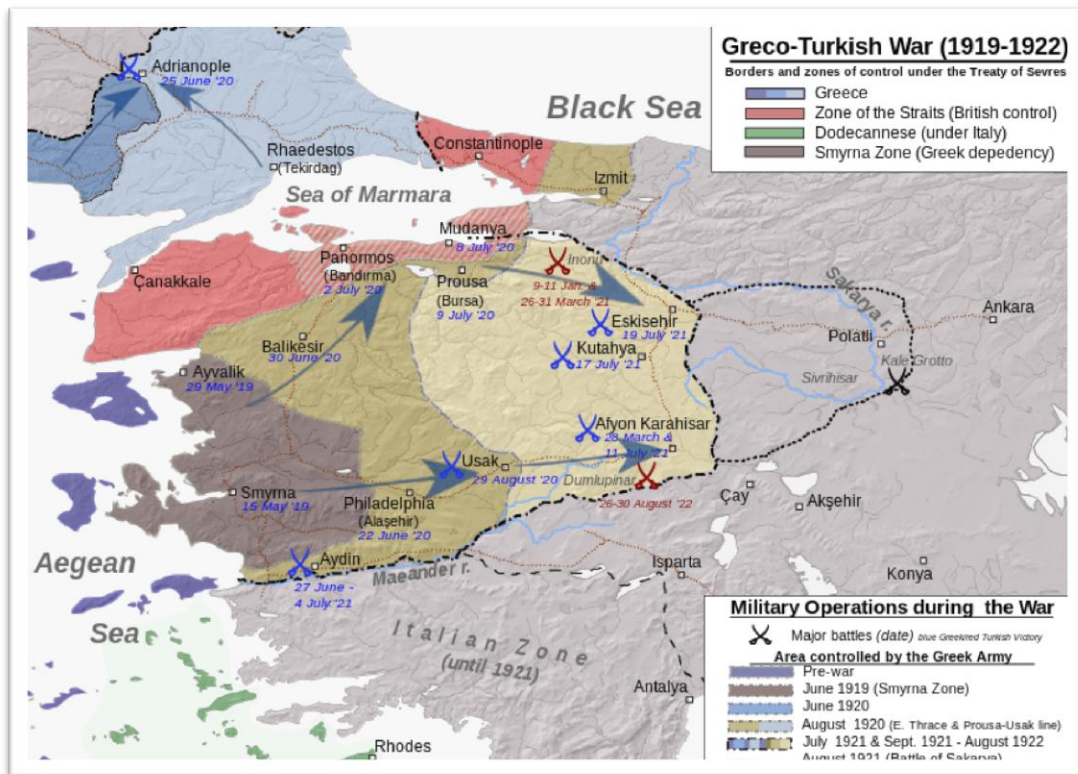 Greco-Turkish War (1919-1922)
Borders and zones of control under the Treaty of Sevres
Greece
Zone of the Straits (British control)
Dodecannese (under Italy)
Smyrna Zone (Greek depedency)
Adrianople
25 June '20
Black Sea
Constantinople
Rhaedestos
(Tekirdag)
Izmit
Sea of Marmara
Mudanya
8 July '20
Panormos
(Bandırma)
2 July '20
Çanakkale
Prousa
(Bursa)
9 July '20
Inonu
9-11 Jan. &
26-31 March '21
Sakarya r.
Ankara
Eskisehir
19 July '21
Polatli
Balikesir
30 June '20
Kutahya
17 July '21
Kale Grotto
Sivrihisar
Ayvalik
29 May '19
Afyon Karahisar
28 March &
11 July '21
Usak
29 August '20
Dumlupinar
26-30 August '22
Smyrna
15 May '19
Philadelphia
(Alaşehir)
22 June '20
Çay
Akşehir
Aegean
Sea
Aydin
27 June -
4 July '21
Maeander r.
Isparta
Konya
Italian Zone
(until 1921)
Antalya
Rhodes
Military Operations during the War
Major battles (date) blue Greek red Turkish Victory
Area controlled by the Greek Army
Pre-war
June 1919 (Smyrna Zone)
June 1920
August 1920 (E. Thrace & Prousa-Usak line)
July 1921 & Sept. 1921 - August 1922
August 1921 (Battle of Sakarya)